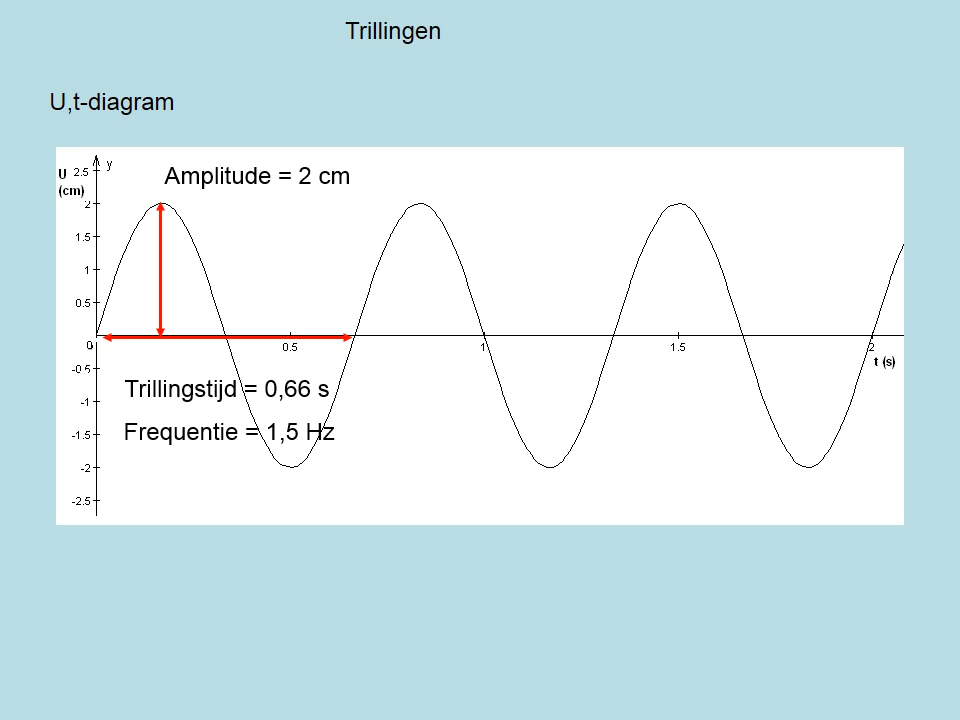 Trillingen
U,t-diagram
Amplitude = 2 cm
U
(cm)
y
2.5
2
1.5
1
0.5
0
-0.5
-1
-1.5
-2
-2.5
0.5
1
1.5
2
t (s)
Trillingstijd = 0,66 s
Frequentie = 1,5 Hz